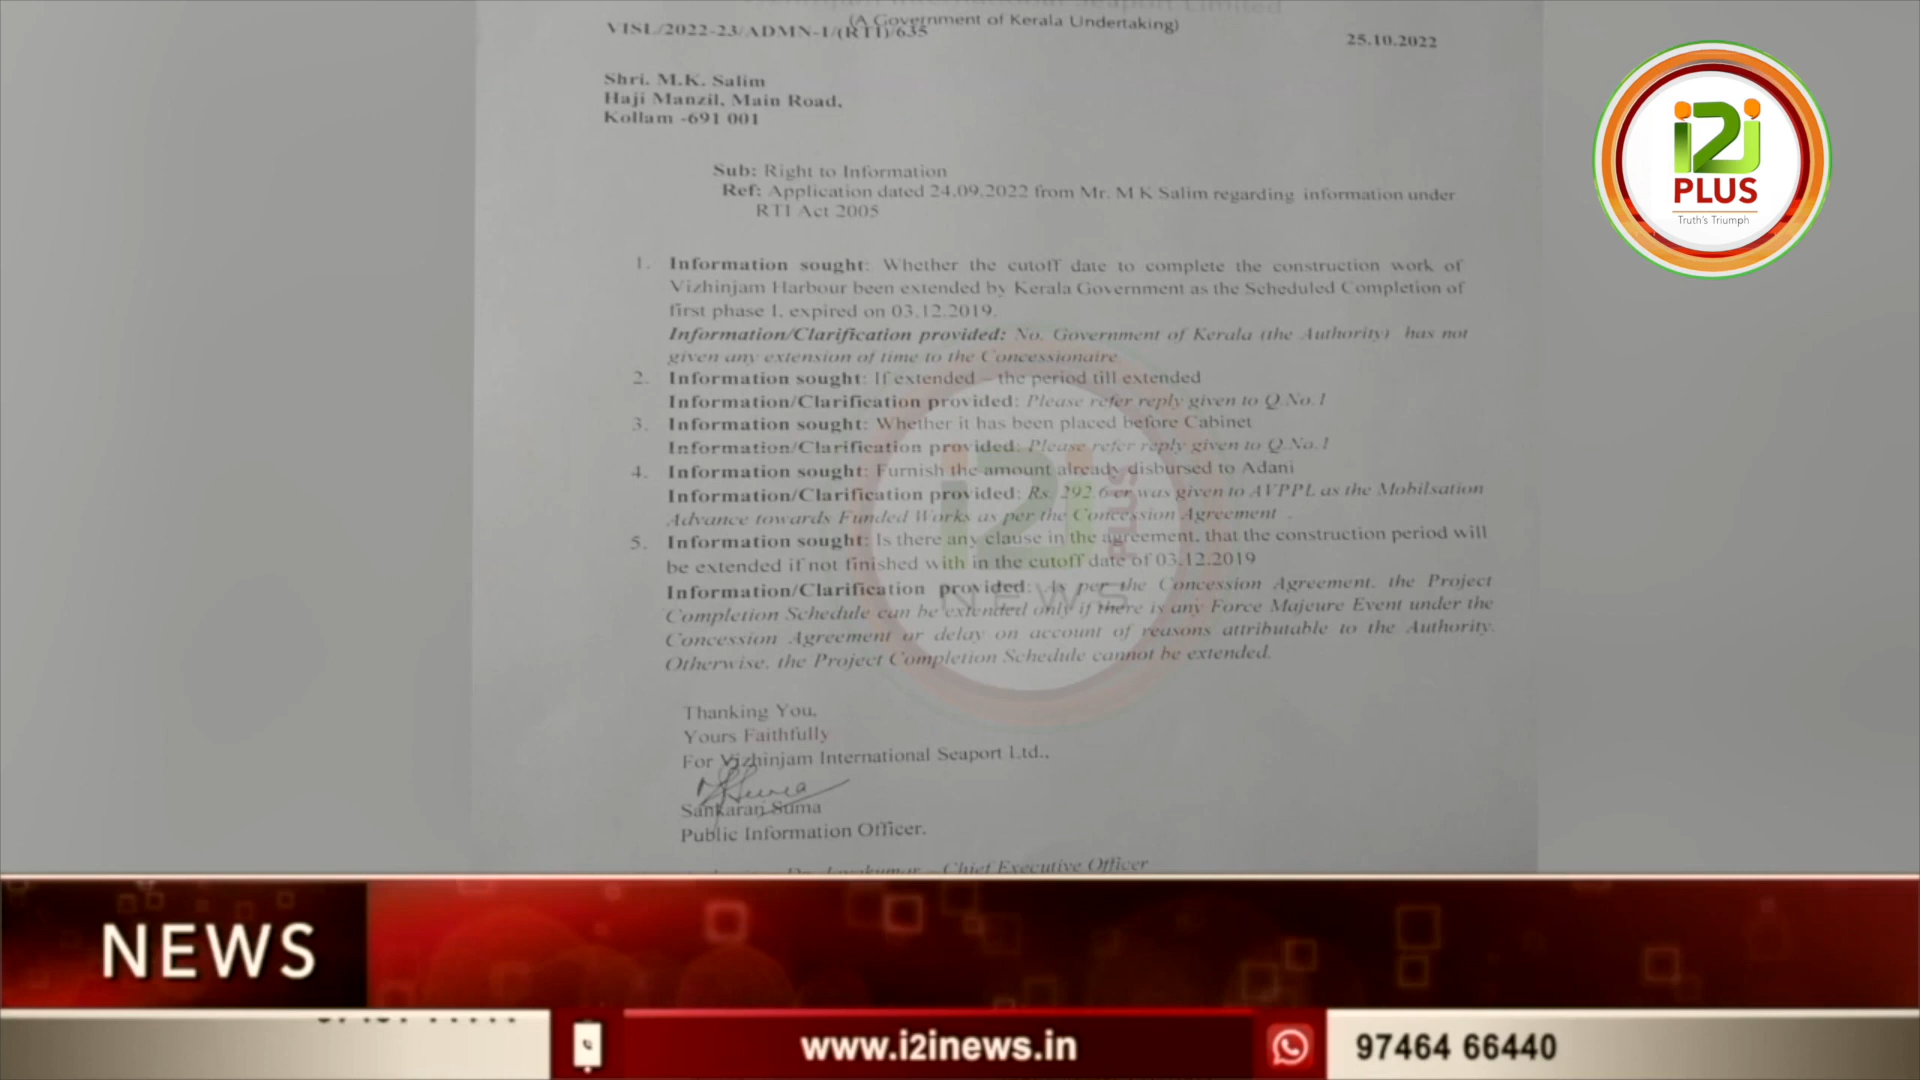 International Seaport Limited
(A Government of Kerala Undertaking)
VISL/2022-23/ADMN-1/(RTI)/635
25.10.2022
Shri. M.K. Salim
Haji Manzil, Main Road,
Kollam -691 001
Sub: Right to Information
Ref: Application dated 24.09.2022 from Mr. M K Salim regarding information under
RTI Act 2005
1. Information sought: Whether the cutoff date to complete the construction work of
Vizhinjam Harbour been extended by Kerala Government as the Scheduled Completion of
first phase I, expired on 03.12.2019.
Information/Clarification provided: No. Government of Kerala (the Authority) has not
given any extension of time to the Concessionaire
2. Information sought: If extended – the period till extended
Information/Clarification provided: Please refer reply given to Q.No.1
3. Information sought: Whether it has been placed before Cabinet
Information/Clarification provided: Please refer reply given to Q.No.1
4. Information sought: Furnish the amount already disbursed to Adani
Information/Clarification provided: Rs. 292.6 cr was given to AVPPL as the Mobilsation
Advance towards Funded Works as per the Concession Agreement .
5. Information sought: Is there any clause in the agreement, that the construction period will
be extended if not finished with in the cutoff date of 03.12.2019
Information/Clarification provided: As per the Concession Agreement, the Project
Completion Schedule can be extended only if there is any Force Majeure Event under the
Concession Agreement or delay on account of reasons attributable to the Authority.
Otherwise, the Project Completion Schedule cannot be extended.
Thanking You,
Yours Faithfully
For Vizhinjam International Seaport Ltd.,
Sankaran Suma
Public Information Officer.
– Chief Executive Officer
i2i
PLUS
Truth's Triumph
i2i
PLUS
NEWS
NEWS
www.i2inews.in
97464 66440